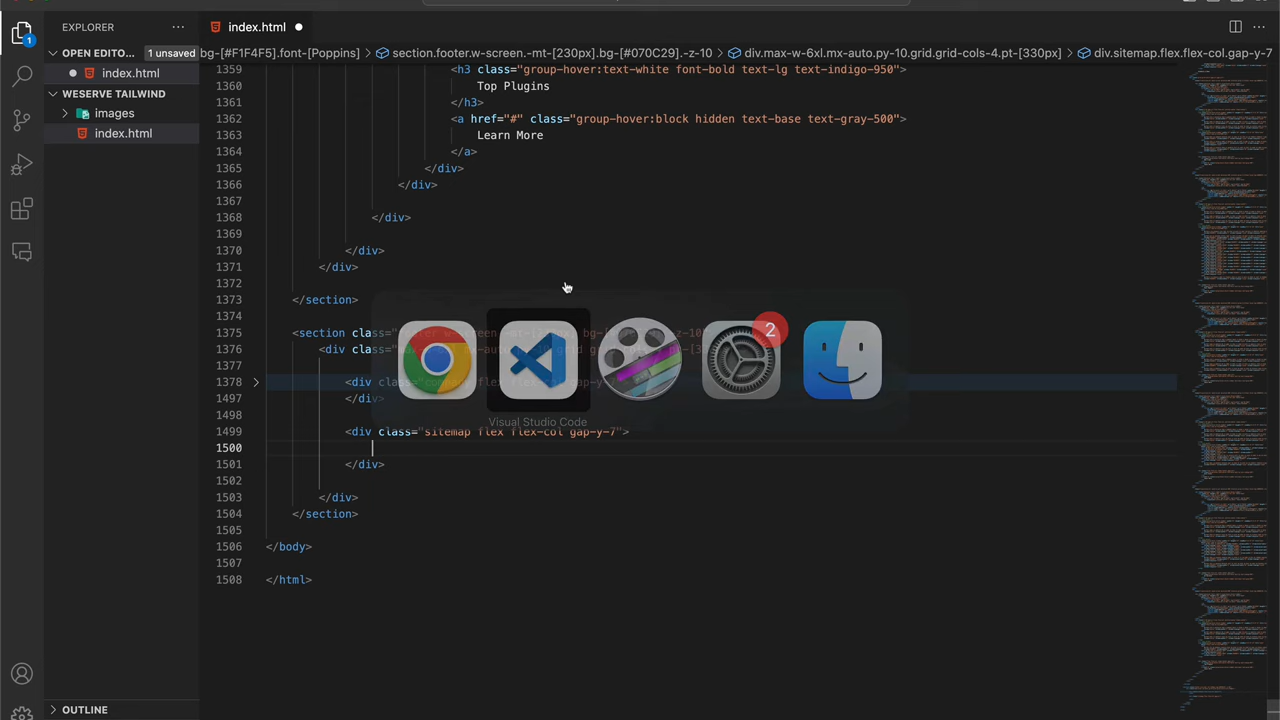 EXPLORER
index.html
OPEN EDITO...
1 unsaved
bg-[#F1F4F5].font-[Poppins]
section.footer.w-screen.-mt-[230px].bg-[#070C29].-z-10
div.max-w-6xl.mx-auto.py-10.grid.grid-cols-4.pt-[330px]
div.sitemap.flex.flex-col.gap-y-7
index.html
WESERVE TAILWIND
images
index.html
1
1359 <h3 class="group-hover:text-white font-bold text-lg text-indigo-950">
1360 Top Plugins
1361 </h3>
1362 <a href="#" class="group-hover:block hidden text-base text-gray-500">
1363 Learn More
1364 </a>
1365 </div>
1366 </div>
1367
1368 </div>
1369
1370 </div>
1371 </div>
1372
1373 </section>
1374
1375 <section class=
1376 <div class=
1377
1378 <div class=
1497 </div>
1498
1499 <div class="sitemap flex flex-col gap-y-7">
1500
1501 </div>
1502
1503 </div>
1504 </section>
1505
1506 </body>
1507
1508 </html>
2
Visual Studio Code
OUTLINE